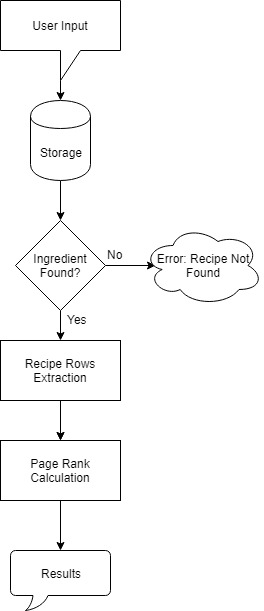 User Input
Storage
Ingredient
Found?
No
Error: Recipe Not
Found
Yes
Recipe Rows
Extraction
Page Rank
Calculation
Results